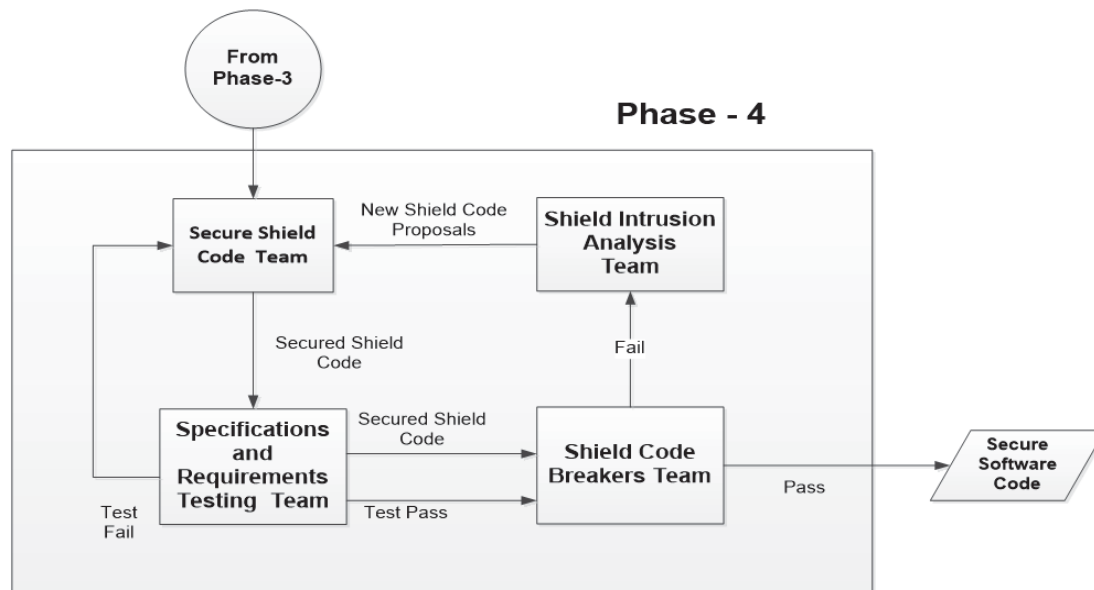 From
Phase-3
Phase - 4
Secure Shield
Code Team
New Shield Code
Proposals
Shield Intrusion
Analysis
Team
Secured Shield
Code
Fail
Specifications
and
Requirements
Testing Team
Secured Shield
Code
Test Pass
Shield Code
Breakers Team
Pass
Secure
Software
Code
Test
Fail